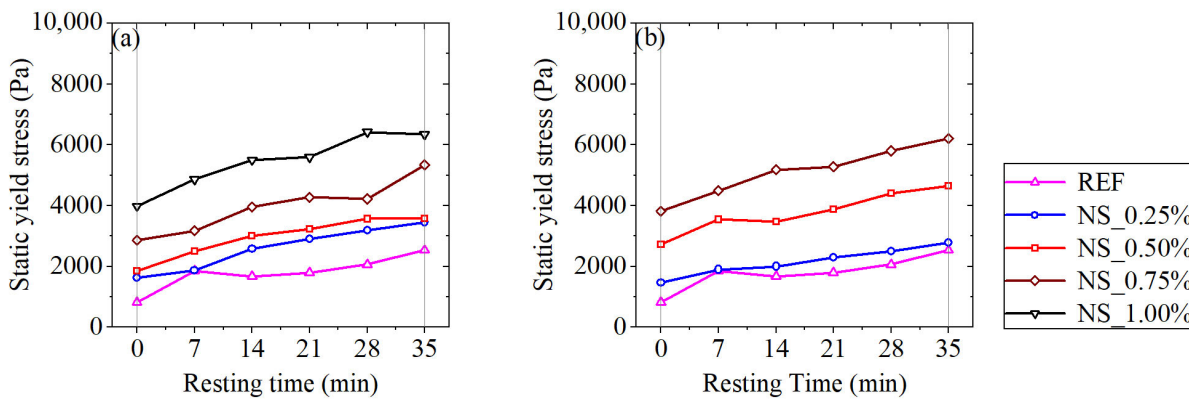 (a)
Static yield stress (Pa)
10,000
8000
6000
4000
2000
0
0 7 14 21 28 35
Resting time (min)
(b)
Static yield stress (Pa)
10,000
8000
6000
4000
2000
0
0 7 14 21 28 35
Resting Time (min)
REF
NS_0.25%
NS_0.50%
NS_0.75%
NS_1.00%